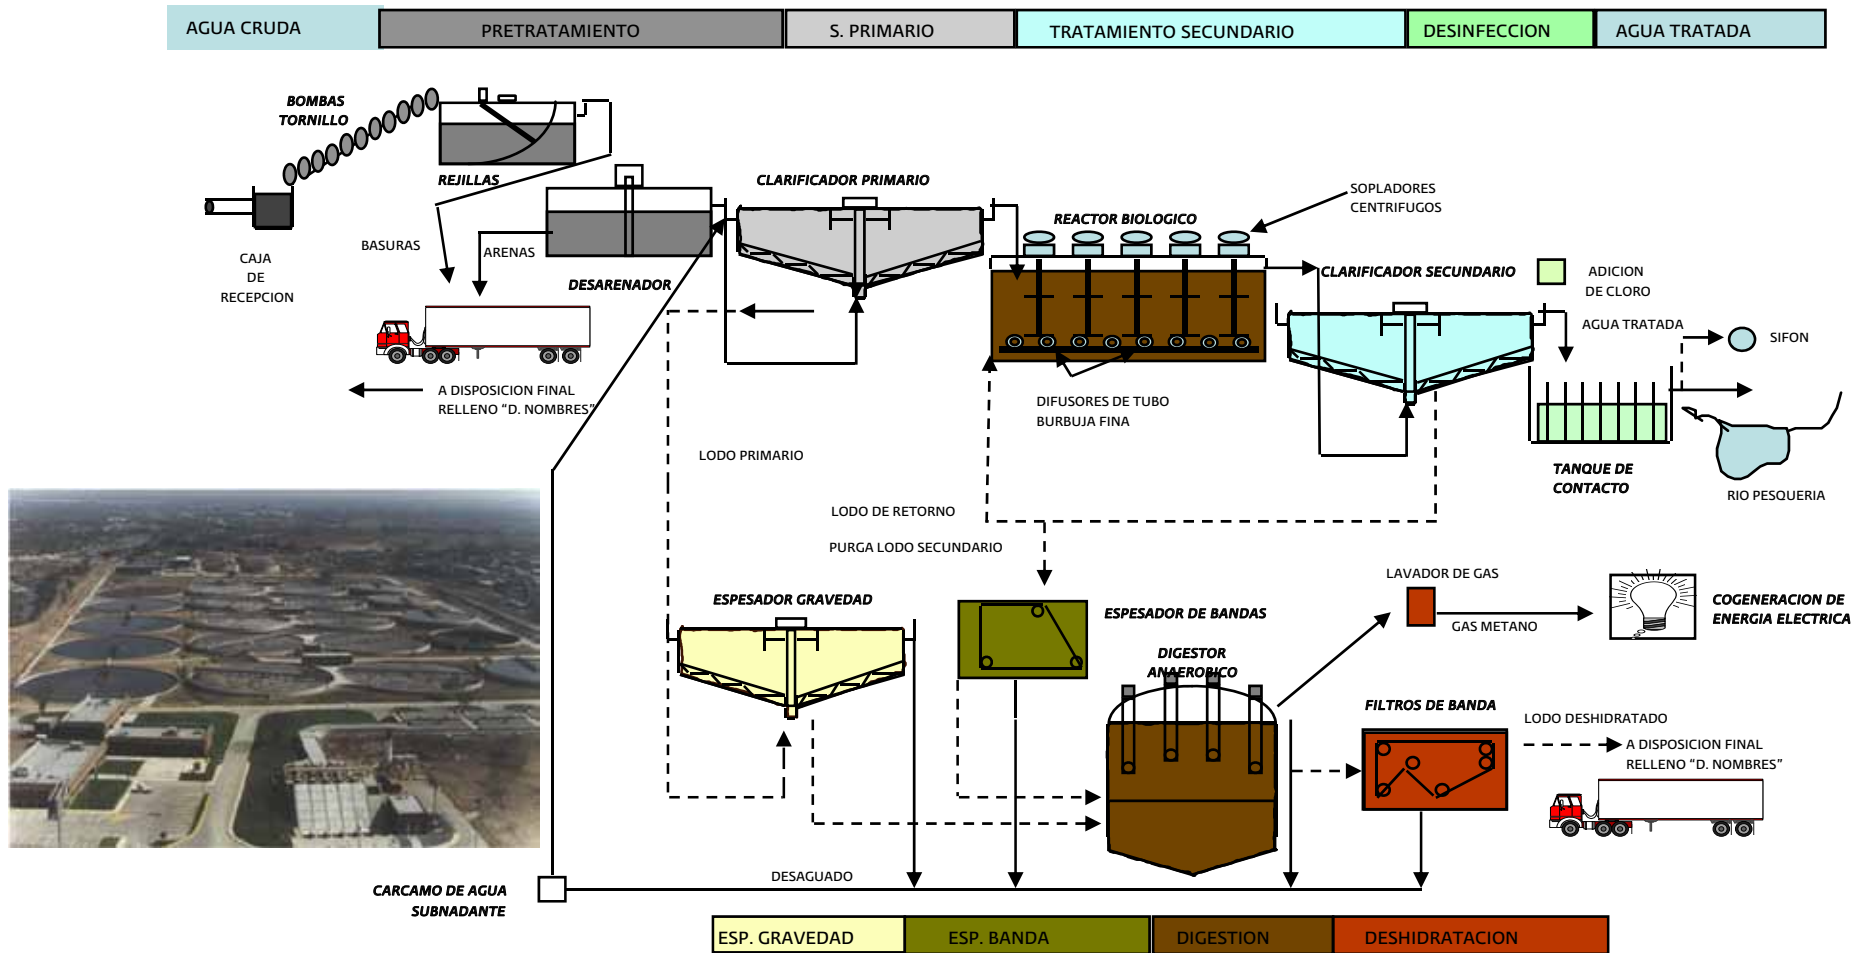 AGUA CRUDA
PRETRATAMIENTO
S. PRIMARIO
TRATAMIENTO SECUNDARIO
DESINFECCION
AGUA TRATADA
BOMBAS
TORNILLO
REJILLAS
CLARIFICADOR PRIMARIO
SOPLADORES
CENTRIFUGOS
REACTOR BIOLOGICO
BASURAS
ARENAS
CAJA
DE
RECEPCION
DESARENADOR
CLARIFICADOR SECUNDARIO
ADICION
DE CLORO
AGUA TRATADA
SIFON
A DISPOSICION FINAL
RELLENO "D. NOMBRES"
DIFUSORES DE TUBO
BURBUJA FINA
LODO PRIMARIO
TANQUE DE
CONTACTO
RIO PESQUERIA
LODO DE RETORNO
PURGA LODO SECUNDARIO
LAVADOR DE GAS
ESPESADOR GRAVEDAD
ESPESADOR DE BANDAS
GAS METANO
COGENERACION DE
ENERGIA ELECTRICA
DIGESTOR
ANAEROBICO
FILTROS DE BANDA
LODO DESHIDRATADO
A DISPOSICION FINAL
RELLENO "D. NOMBRES"
DESAGUADO
CARCAMO DE AGUA
SUBNADANTE
ESP. GRAVEDAD
ESP. BANDA
DIGESTION
DESHIDRATACION